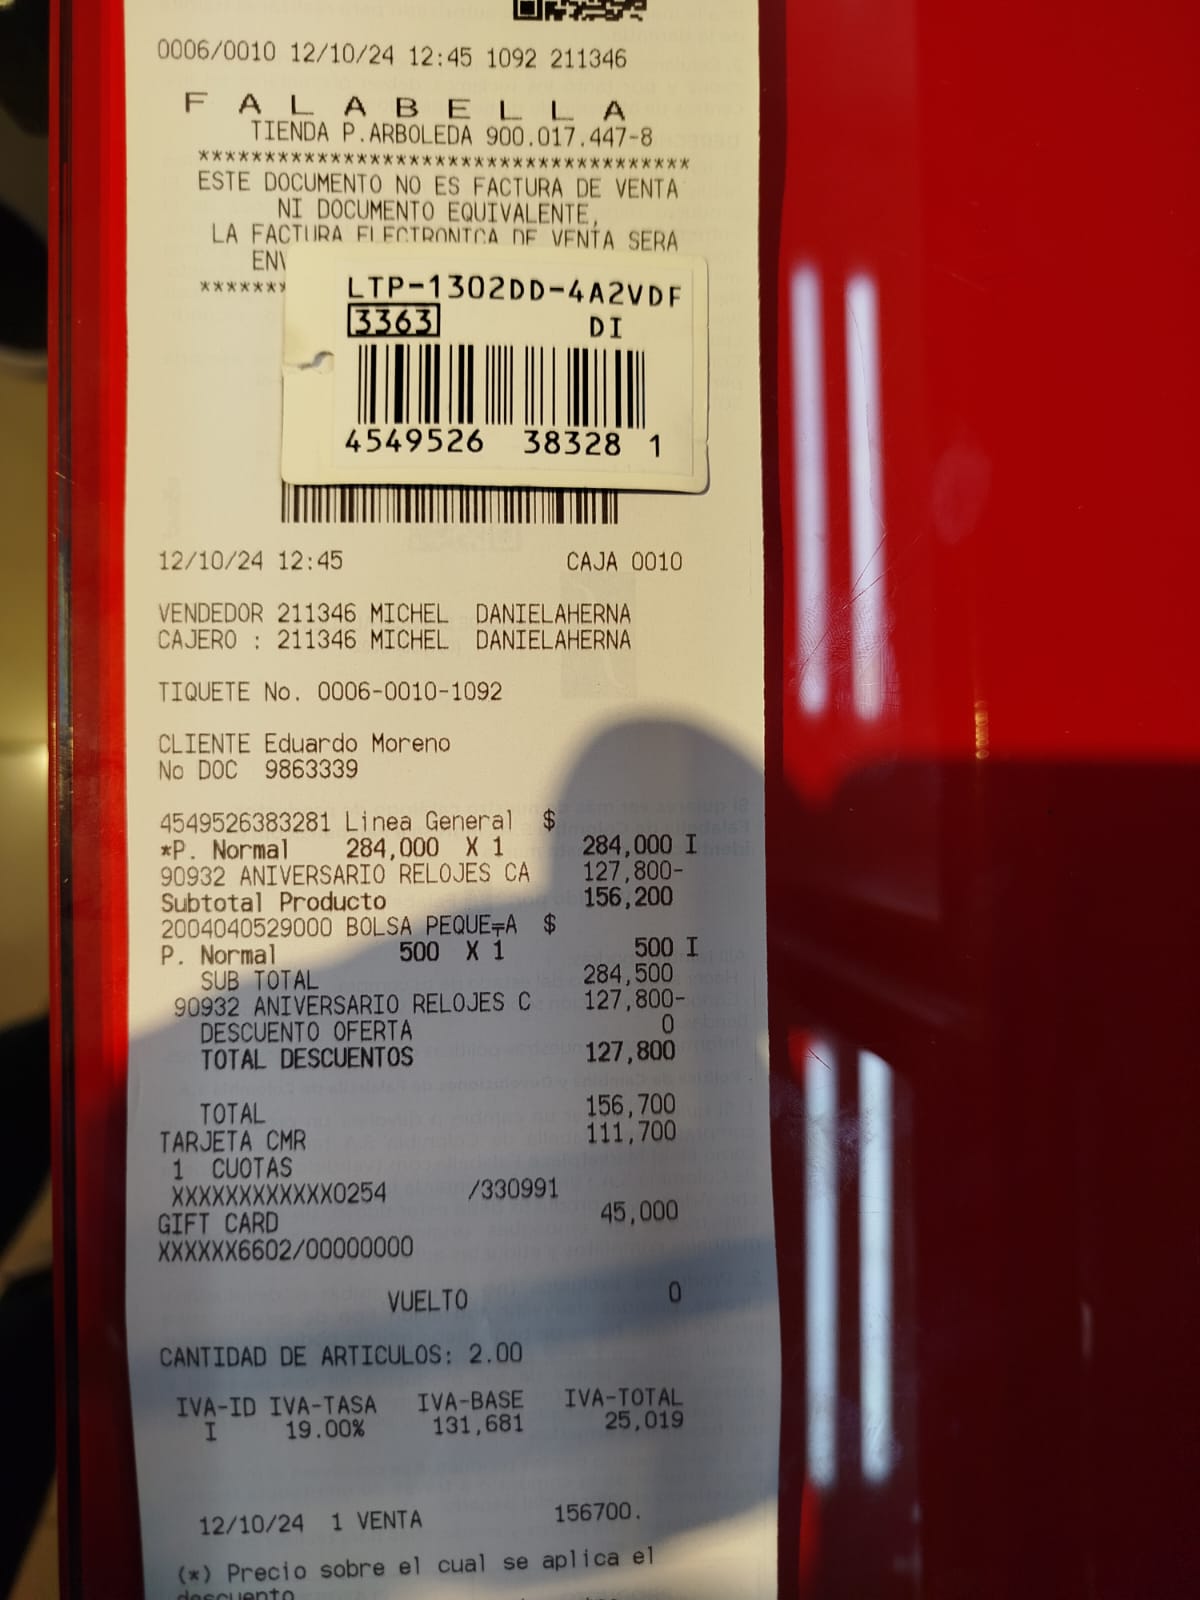 0006/0010 12/10/24 12:45 1092 211346
F A L A B E L L A
TIENDA P.ARBOLEDA 900.017.447-8
*************************************
ESTE DOCUMENTO NO ES FACTURA DE VENTA
NI DOCUMENTO EQUIVALENTE,
LA FACTURA ELECTRONICA DE VENTA SERA
ENV
*******
LTP-1302DD-4A2VDF
3363 DI
4549526 38328 1
12/10/24 12:45 CAJA 0010
VENDEDOR 211346 MICHEL DANIELAHERNA
CAJERO : 211346 MICHEL DANIELAHERNA
TIQUETE No. 0006-0010-1092
CLIENTE Eduardo Moreno
No DOC 9863339
4549526383281 Linea General $
*P. Normal 284,000 X 1 284,000 I
90932 ANIVERSARIO RELOJES CA 127,800-
Subtotal Producto 156,200
2004040529000 BOLSA PEQUE╤A $
P. Normal 500 X 1 500 I
SUB TOTAL 284,500
90932 ANIVERSARIO RELOJES C 127,800-
DESCUENTO OFERTA 0
TOTAL DESCUENTOS 127,800
TOTAL 156,700
TARJETA CMR 111,700
1 CUOTAS
XXXXXXXXXXXX0254 /330991
GIFT CARD 45,000
XXXXXX6602/00000000
VUELTO 0
CANTIDAD DE ARTICULOS: 2.00
IVA-ID IVA-TASA IVA-BASE IVA-TOTAL
I 19.00% 131,681 25,019
12/10/24 1 VENTA 156700.
(*) Precio sobre el cual se aplica el
descuento